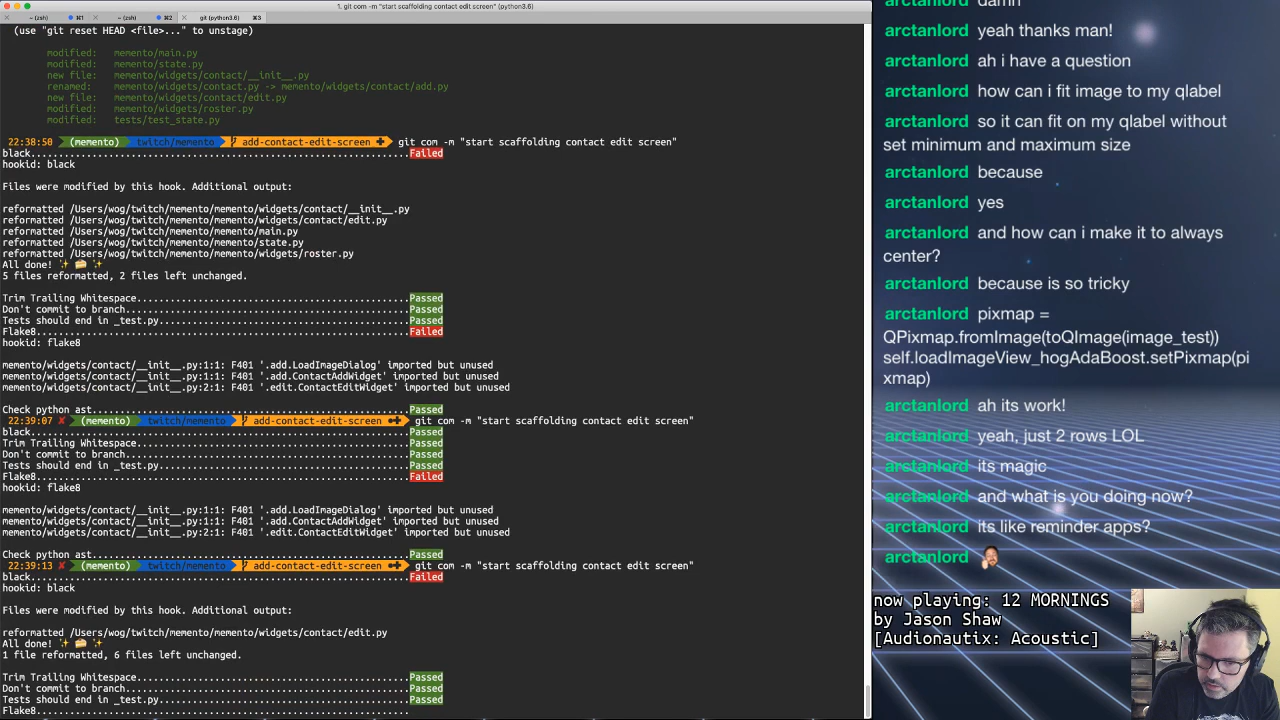 1. git com -m "start scaffolding contact edit screen" (python3.6)
~ (zsh) ⌘1 ~ (zsh) ⌘2 git (python3.6) ⌘3
(use "git reset HEAD <file>..." to unstage)
modified:   memento/main.py
modified:   memento/state.py
new file:   memento/widgets/contact/__init__.py
renamed:    memento/widgets/contact.py -> memento/widgets/contact/add.py
new file:   memento/widgets/contact/edit.py
modified:   memento/widgets/roster.py
modified:   tests/test_state.py
22:38:50 (memento) twitch/memento add-contact-edit-screen ✚ git com -m "start scaffolding contact edit screen"
black....................................................................Failed
hookid: black
Files were modified by this hook. Additional output:
reformatted /Users/wog/twitch/memento/memento/widgets/contact/__init__.py
reformatted /Users/wog/twitch/memento/memento/widgets/contact/edit.py
reformatted /Users/wog/twitch/memento/memento/main.py
reformatted /Users/wog/twitch/memento/memento/state.py
reformatted /Users/wog/twitch/memento/memento/widgets/roster.py
All done! ✨ 🍰 ✨
5 files reformatted, 2 files left unchanged.
Trim Trailing Whitespace.................................................Passed
Don't commit to branch...................................................Passed
Tests should end in _test.py.............................................Passed
Flake8...................................................................Failed
hookid: flake8
memento/widgets/contact/__init__.py:1:1: F401 '.add.LoadImageDialog' imported but unused
memento/widgets/contact/__init__.py:1:1: F401 '.add.ContactAddWidget' imported but unused
memento/widgets/contact/__init__.py:2:1: F401 '.edit.ContactEditWidget' imported but unused
Check python ast.........................................................Passed
22:39:07 ✘ (memento) twitch/memento add-contact-edit-screen ●✚ git com -m "start scaffolding contact edit screen"
black....................................................................Passed
Trim Trailing Whitespace.................................................Passed
Don't commit to branch...................................................Passed
Tests should end in _test.py.............................................Passed
Flake8...................................................................Failed
hookid: flake8
memento/widgets/contact/__init__.py:1:1: F401 '.add.LoadImageDialog' imported but unused
memento/widgets/contact/__init__.py:1:1: F401 '.add.ContactAddWidget' imported but unused
memento/widgets/contact/__init__.py:2:1: F401 '.edit.ContactEditWidget' imported but unused
Check python ast.........................................................Passed
22:39:13 ✘ (memento) twitch/memento add-contact-edit-screen ●✚ git com -m "start scaffolding contact edit screen"
black....................................................................Failed
hookid: black
Files were modified by this hook. Additional output:
reformatted /Users/wog/twitch/memento/memento/widgets/contact/edit.py
All done! ✨ 🍰 ✨
1 file reformatted, 6 files left unchanged.
Trim Trailing Whitespace.................................................Passed
Don't commit to branch...................................................Passed
Tests should end in _test.py.............................................Passed
Flake8...................................................................
arctanlord damn
arctanlord yeah thanks man!
arctanlord ah i have a question
arctanlord how can i fit image to my qlabel
arctanlord so it can fit on my qlabel without
set minimum and maximum size
arctanlord because
arctanlord yes
arctanlord and how can i make it to always
center?
arctanlord because is so tricky
arctanlord pixmap =
QPixmap.fromImage(toQImage(image_test))
self.loadImageView_hogAdaBoost.setPixmap(pi
xmap)
arctanlord ah its work!
arctanlord yeah, just 2 rows LOL
arctanlord its magic
arctanlord and what is you doing now?
arctanlord its like reminder apps?
arctanlord
now playing: 12 MORNINGS
by Jason Shaw
[Audionautix: Acoustic]